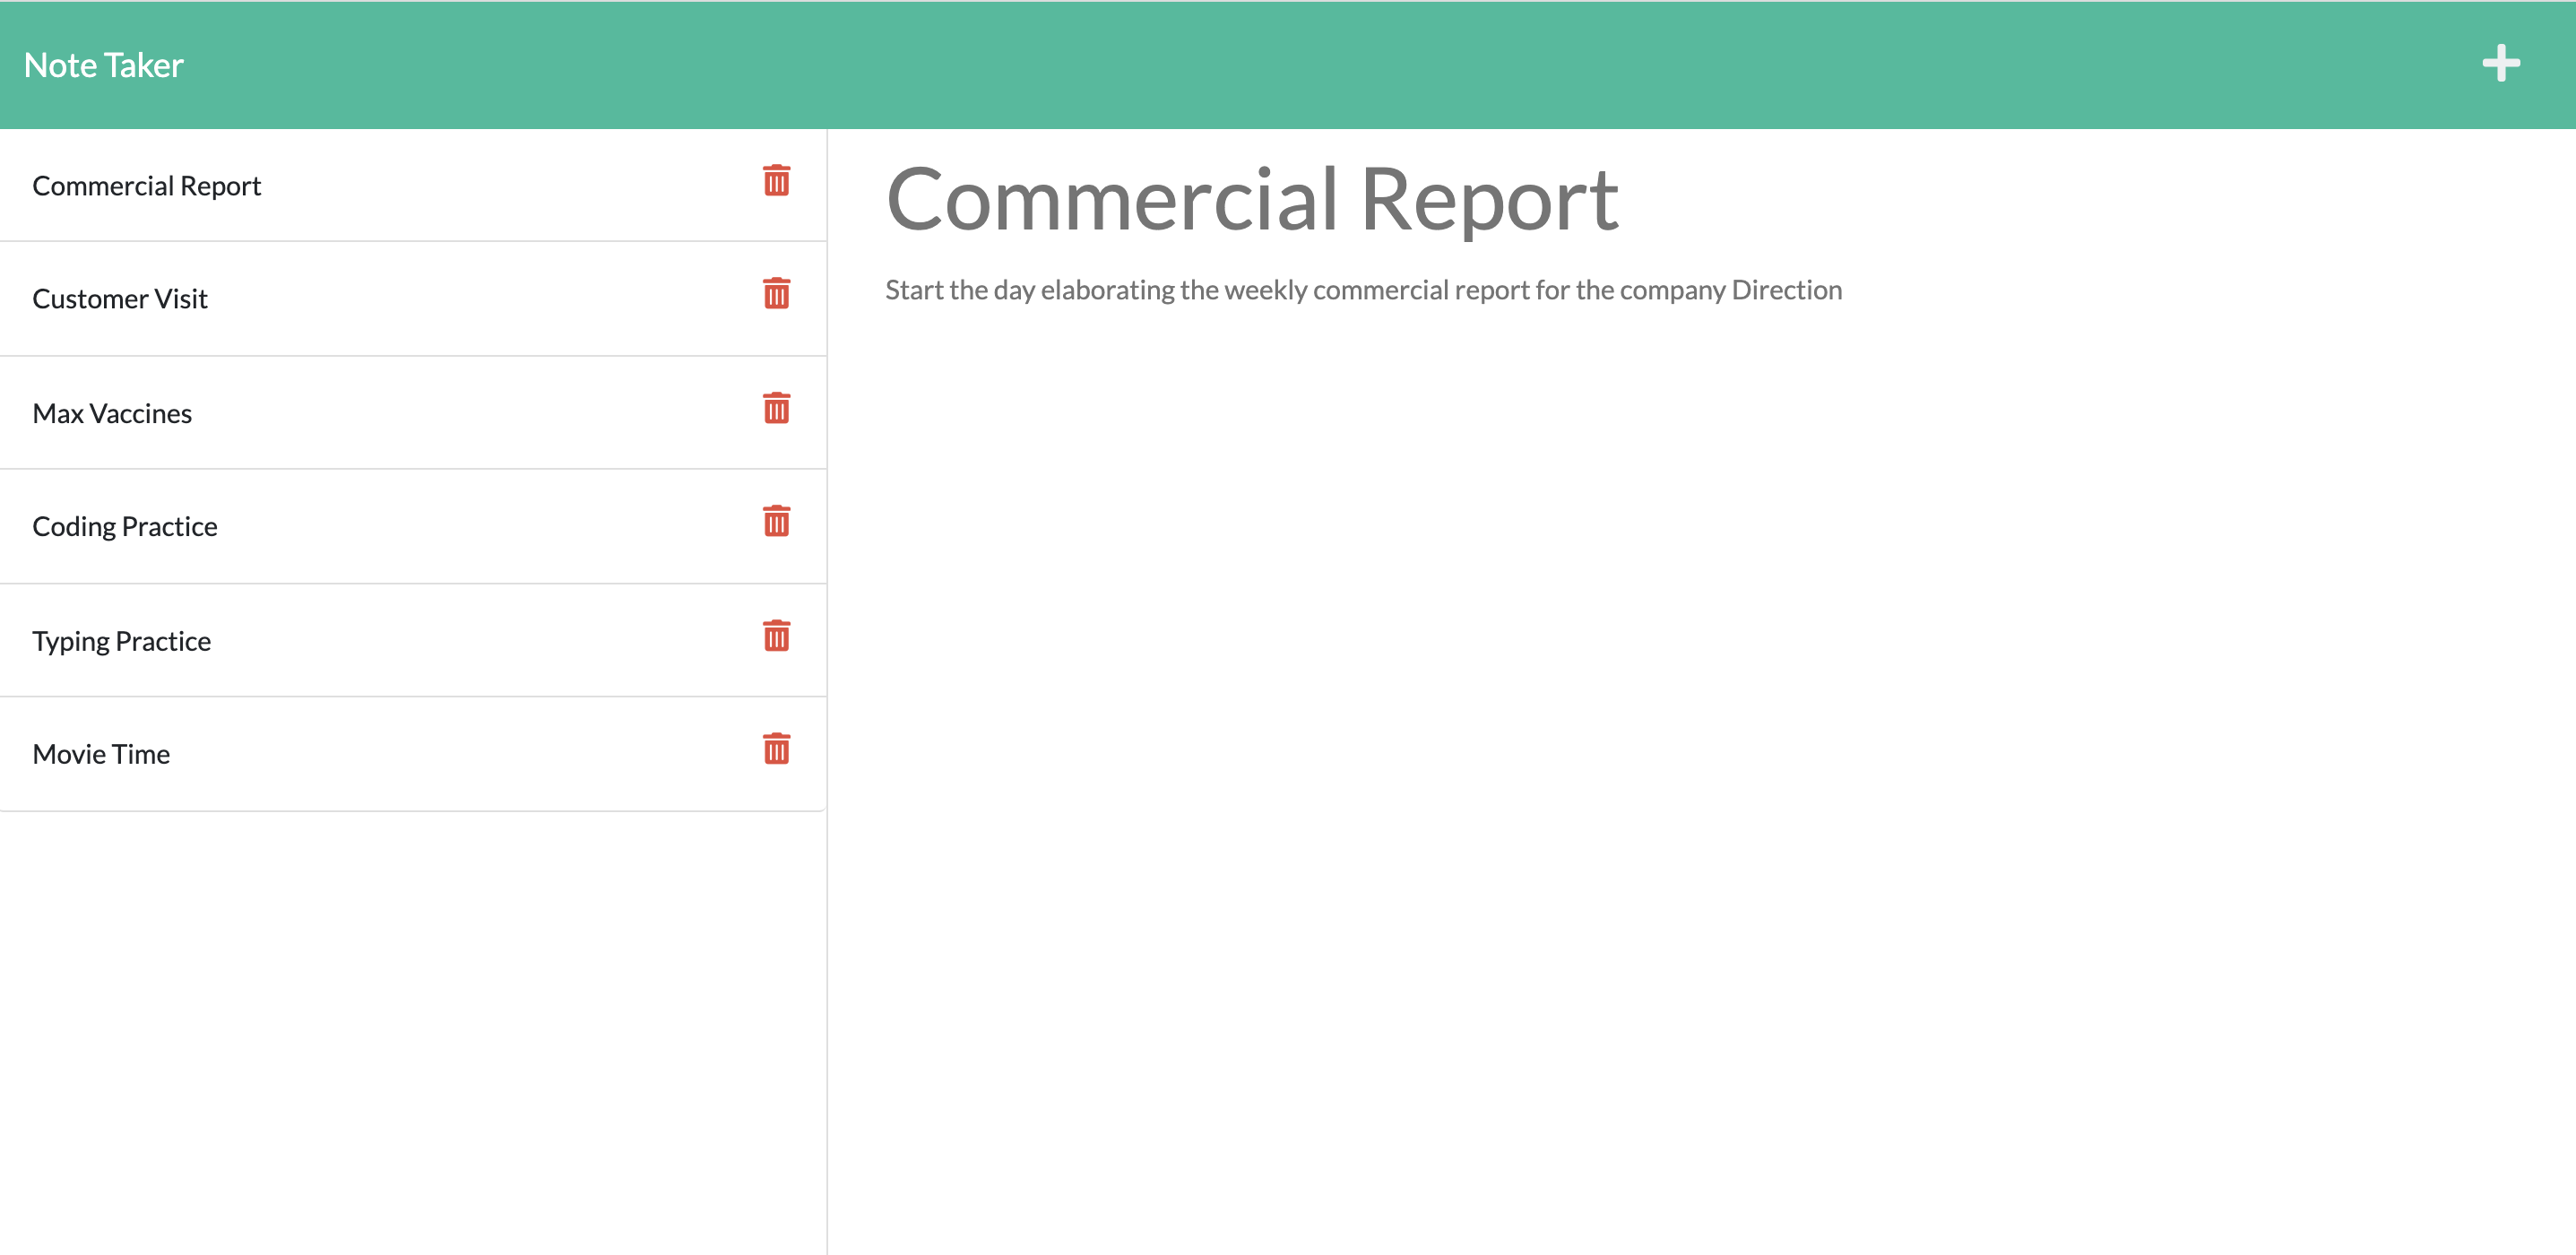 Note Taker
Commercial Report
Customer Visit
Max Vaccines
Coding Practice
Typing Practice
Movie Time
Commercial Report
Start the day elaborating the weekly commercial report for the company Direction